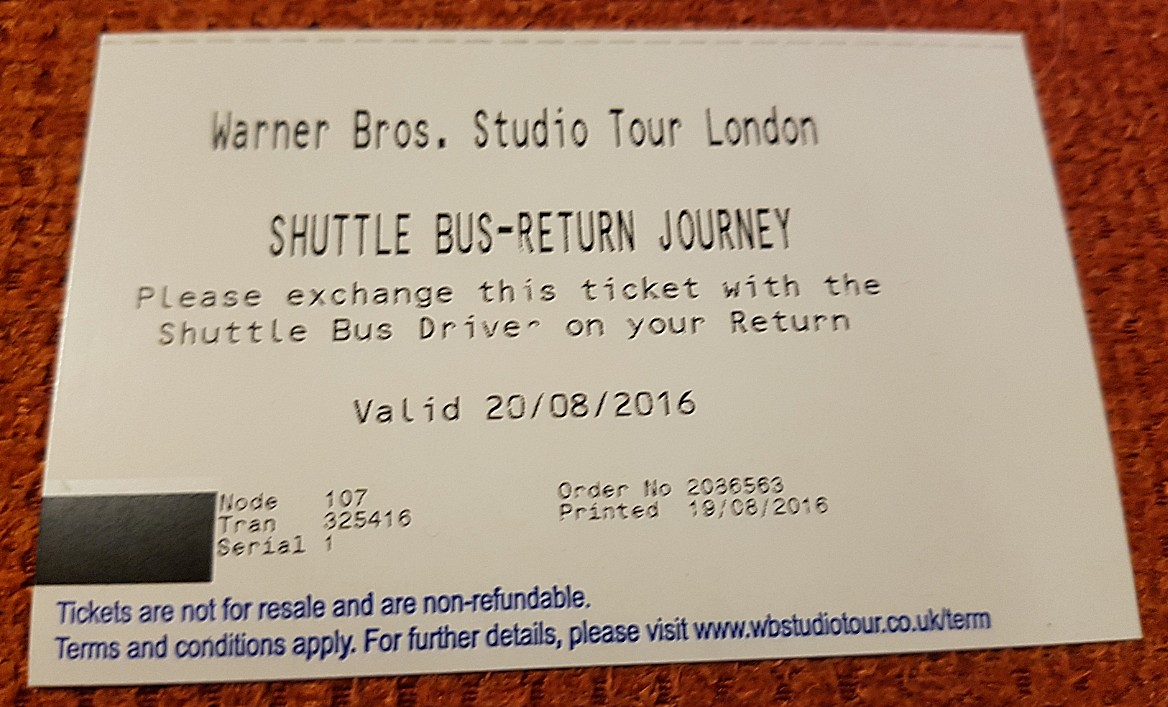 Warner Bros. Studio Tour London
SHUTTLE BUS-RETURN JOURNEY
Please exchange this ticket with the
Shuttle Bus Driver on your Return
Valid 20/08/2016
Node 107
Tran 325416
Serial 1
Order No 2086563
Printed 19/08/2016
Tickets are not for resale and are non-refundable.
Terms and conditions apply. For further details, please visit www.wbstudiotour.co.uk/term